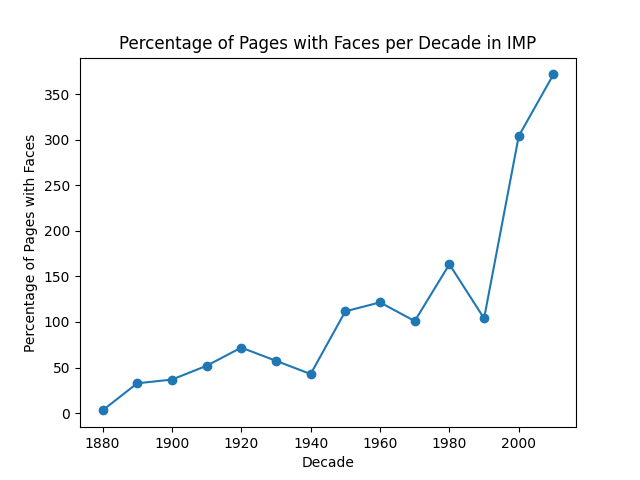 Percentage of Pages with Faces per Decade in IMP
Percentage of Pages with Faces
350
300
250
200
150
100
50
0
1880 1900 1920 1940 1960 1980 2000
Decade